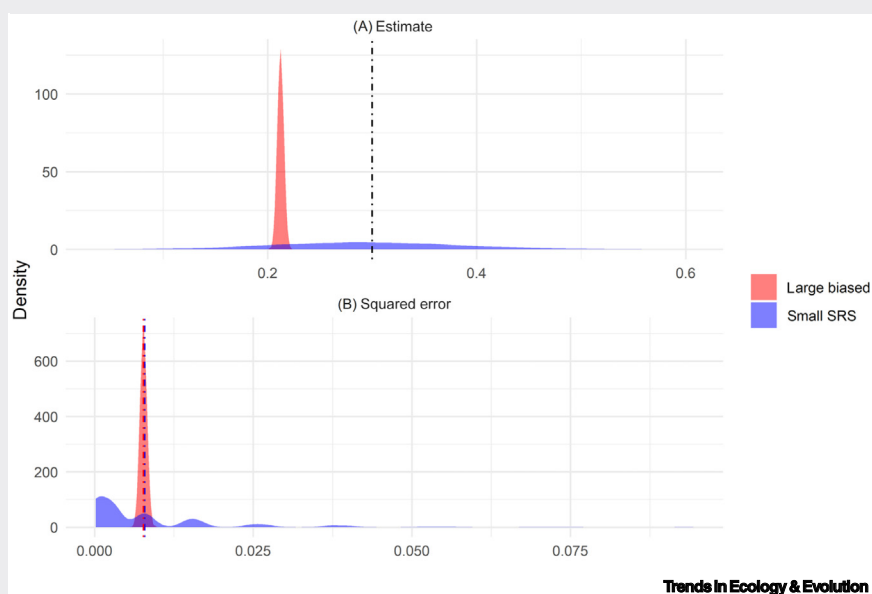 (A) Estimate
100
50
0
0.2 0.4 0.6
Density
(B) Squared error
600
400
200
0
0.000 0.025 0.050 0.075
Large biased
Small SRS
Trends in Ecology & Evolution